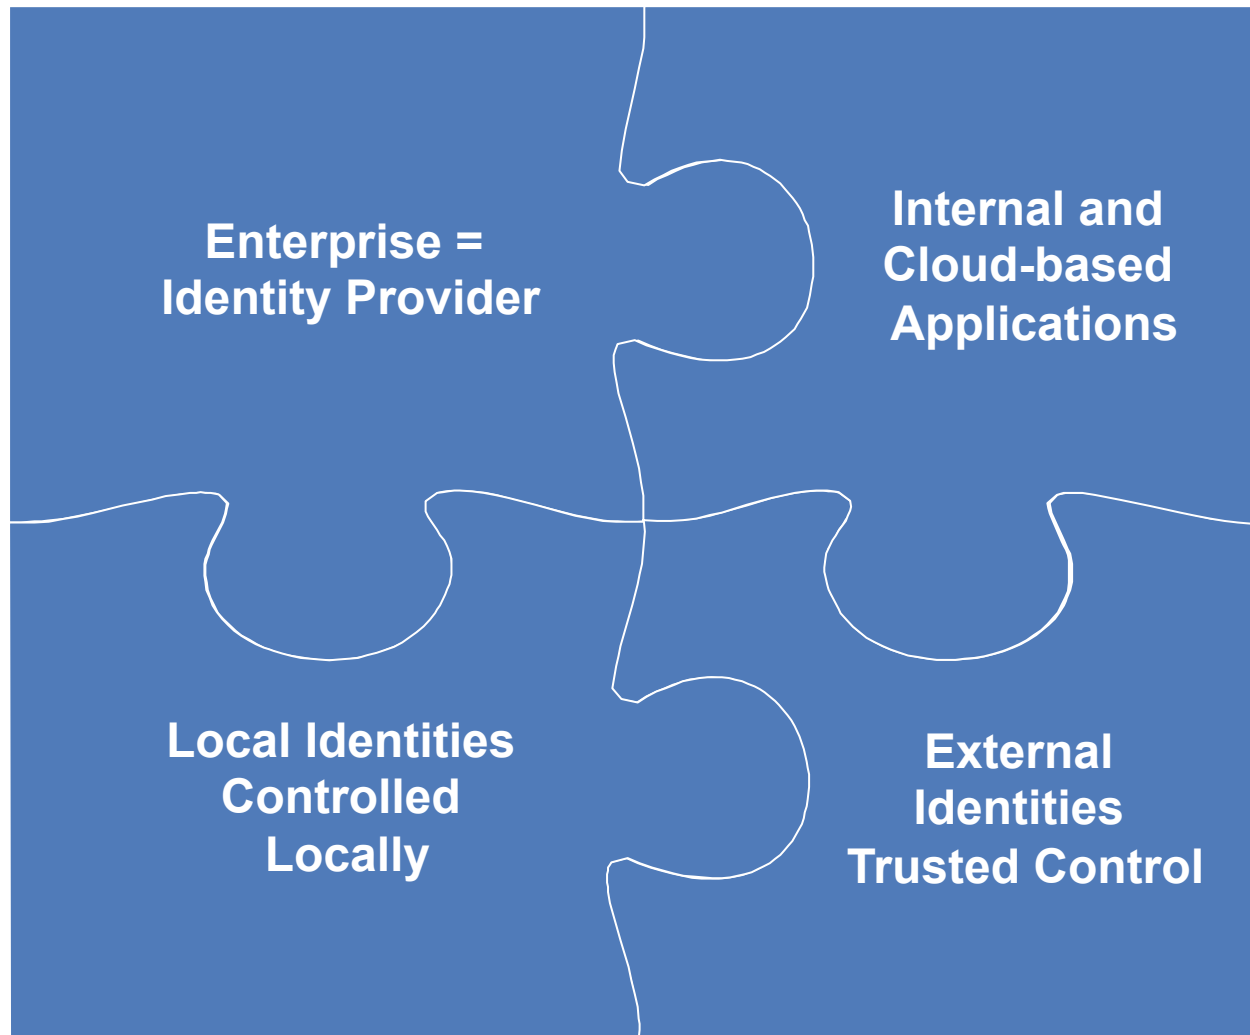 Enterprise =
Identity Provider
Internal and
Cloud-based
Applications
Local Identities
Controlled
Locally
External
Identities
Trusted Control